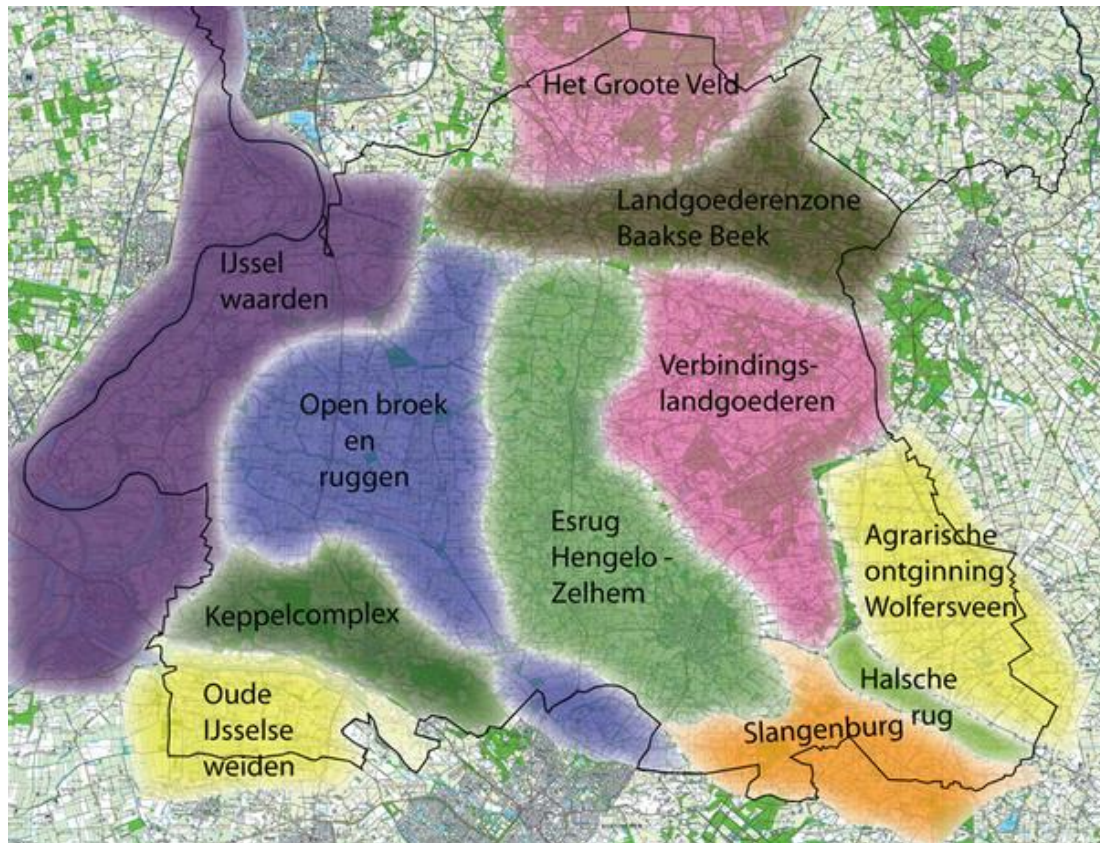 Het Groote Veld
Landgoederenzone
Baakse Beek
IJssel
waarden
Verbindings-
landgoederen
Open broek
en
ruggen
Esrug
Hengelo -
Zelhem
Agrarische
ontginning
Wolfersveen
Keppelcomplex
Halsche
rug
Oude
IJsselse
weiden
Slangenburg